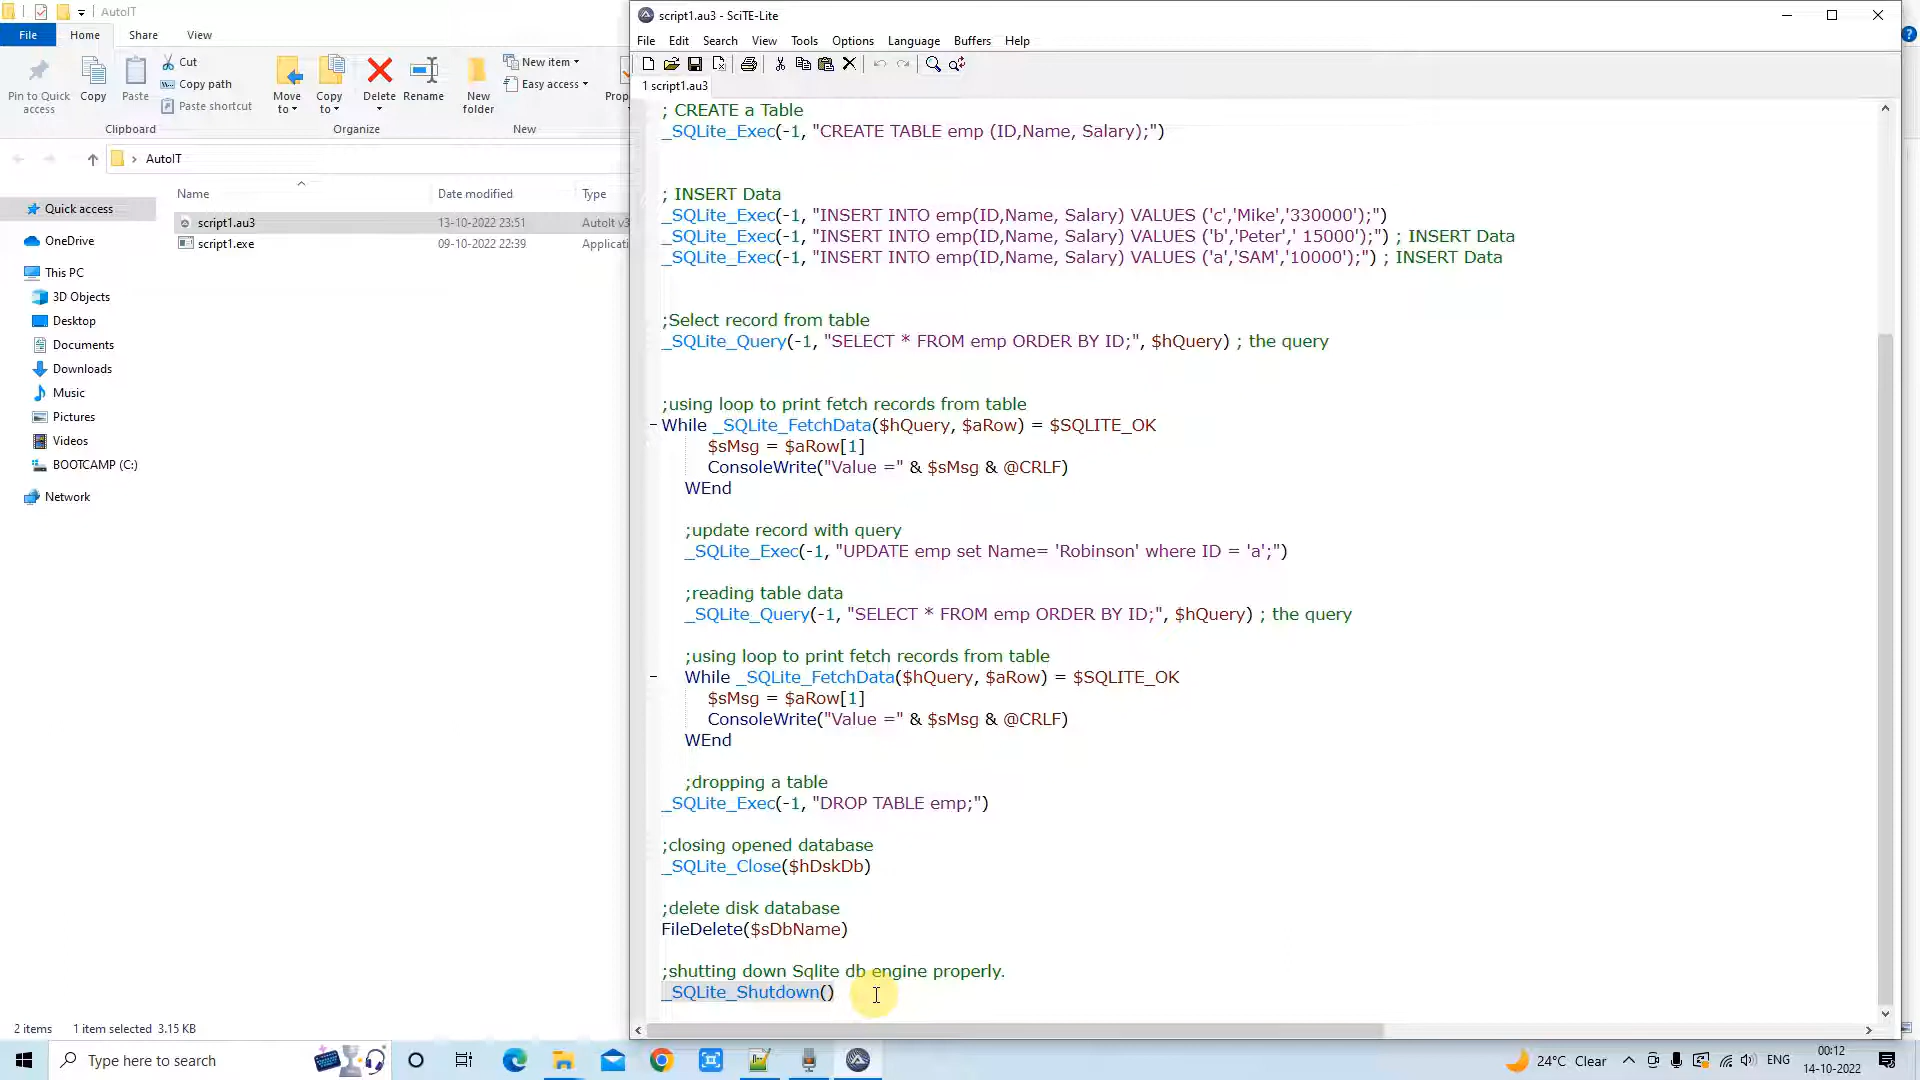 AutoIT
File Home Share View
Pin to Quick access
Copy
Paste
Cut
Copy path
Paste shortcut
Clipboard
Move to
Copy to
Delete
Rename
Organize
New folder
New item
Easy access
New
Prop
AutoIT
Name Date modified Type
script1.au3 13-10-2022 23:51 AutoIt v3
script1.exe 09-10-2022 22:39 Applicati
Quick access
OneDrive
This PC
3D Objects
Desktop
Documents
Downloads
Music
Pictures
Videos
BOOTCAMP (C:)
Network
2 items 1 item selected 3.15 KB
script1.au3 - SciTE-Lite
File Edit Search View Tools Options Language Buffers Help
1 script1.au3
; CREATE a Table
_SQLite_Exec(-1, "CREATE TABLE emp (ID,Name, Salary);")
; INSERT Data
_SQLite_Exec(-1, "INSERT INTO emp(ID,Name, Salary) VALUES ('c','Mike','330000');")
_SQLite_Exec(-1, "INSERT INTO emp(ID,Name, Salary) VALUES ('b','Peter',' 15000');") ; INSERT Data
_SQLite_Exec(-1, "INSERT INTO emp(ID,Name, Salary) VALUES ('a','SAM','10000');") ; INSERT Data
;Select record from table
_SQLite_Query(-1, "SELECT * FROM emp ORDER BY ID;", $hQuery) ; the query
;using loop to print fetch records from table
While _SQLite_FetchData($hQuery, $aRow) = $SQLITE_OK
$sMsg = $aRow[1]
ConsoleWrite("Value =" & $sMsg & @CRLF)
WEnd
;update record with query
_SQLite_Exec(-1, "UPDATE emp set Name= 'Robinson' where ID = 'a';")
;reading table data
_SQLite_Query(-1, "SELECT * FROM emp ORDER BY ID;", $hQuery) ; the query
;using loop to print fetch records from table
While _SQLite_FetchData($hQuery, $aRow) = $SQLITE_OK
$sMsg = $aRow[1]
ConsoleWrite("Value =" & $sMsg & @CRLF)
WEnd
;dropping a table
_SQLite_Exec(-1, "DROP TABLE emp;")
;closing opened database
_SQLite_Close($hDskDb)
;delete disk database
FileDelete($sDbName)
;shutting down Sqlite db engine properly.
_SQLite_Shutdown()
Type here to search
24°C Clear
ENG
00:12
14-10-2022